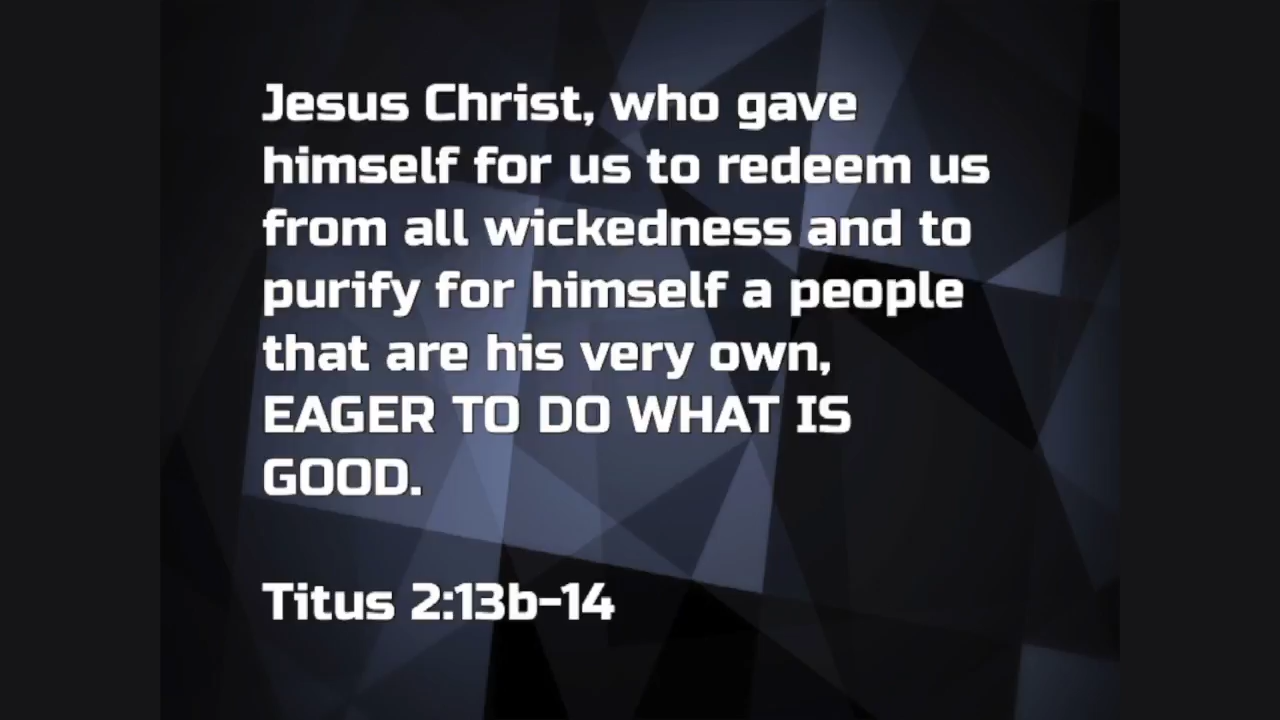 Jesus Christ, who gave
himself for us to redeem us
from all wickedness and to
purify for himself a people
that are his very own,
EAGER TO DO WHAT IS
GOOD.
Titus 2:13b-14